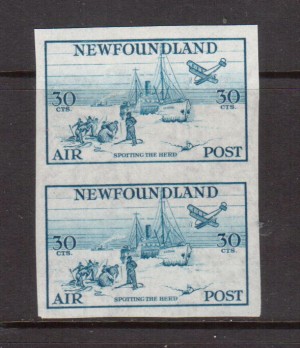 NEWFOUNDLAND
30 30
CTS. CTS.
SPOTTING THE HERD
AIR POST
NEWFOUNDLAND
30 30
CTS. CTS.
SPOTTING THE HERD
AIR POST